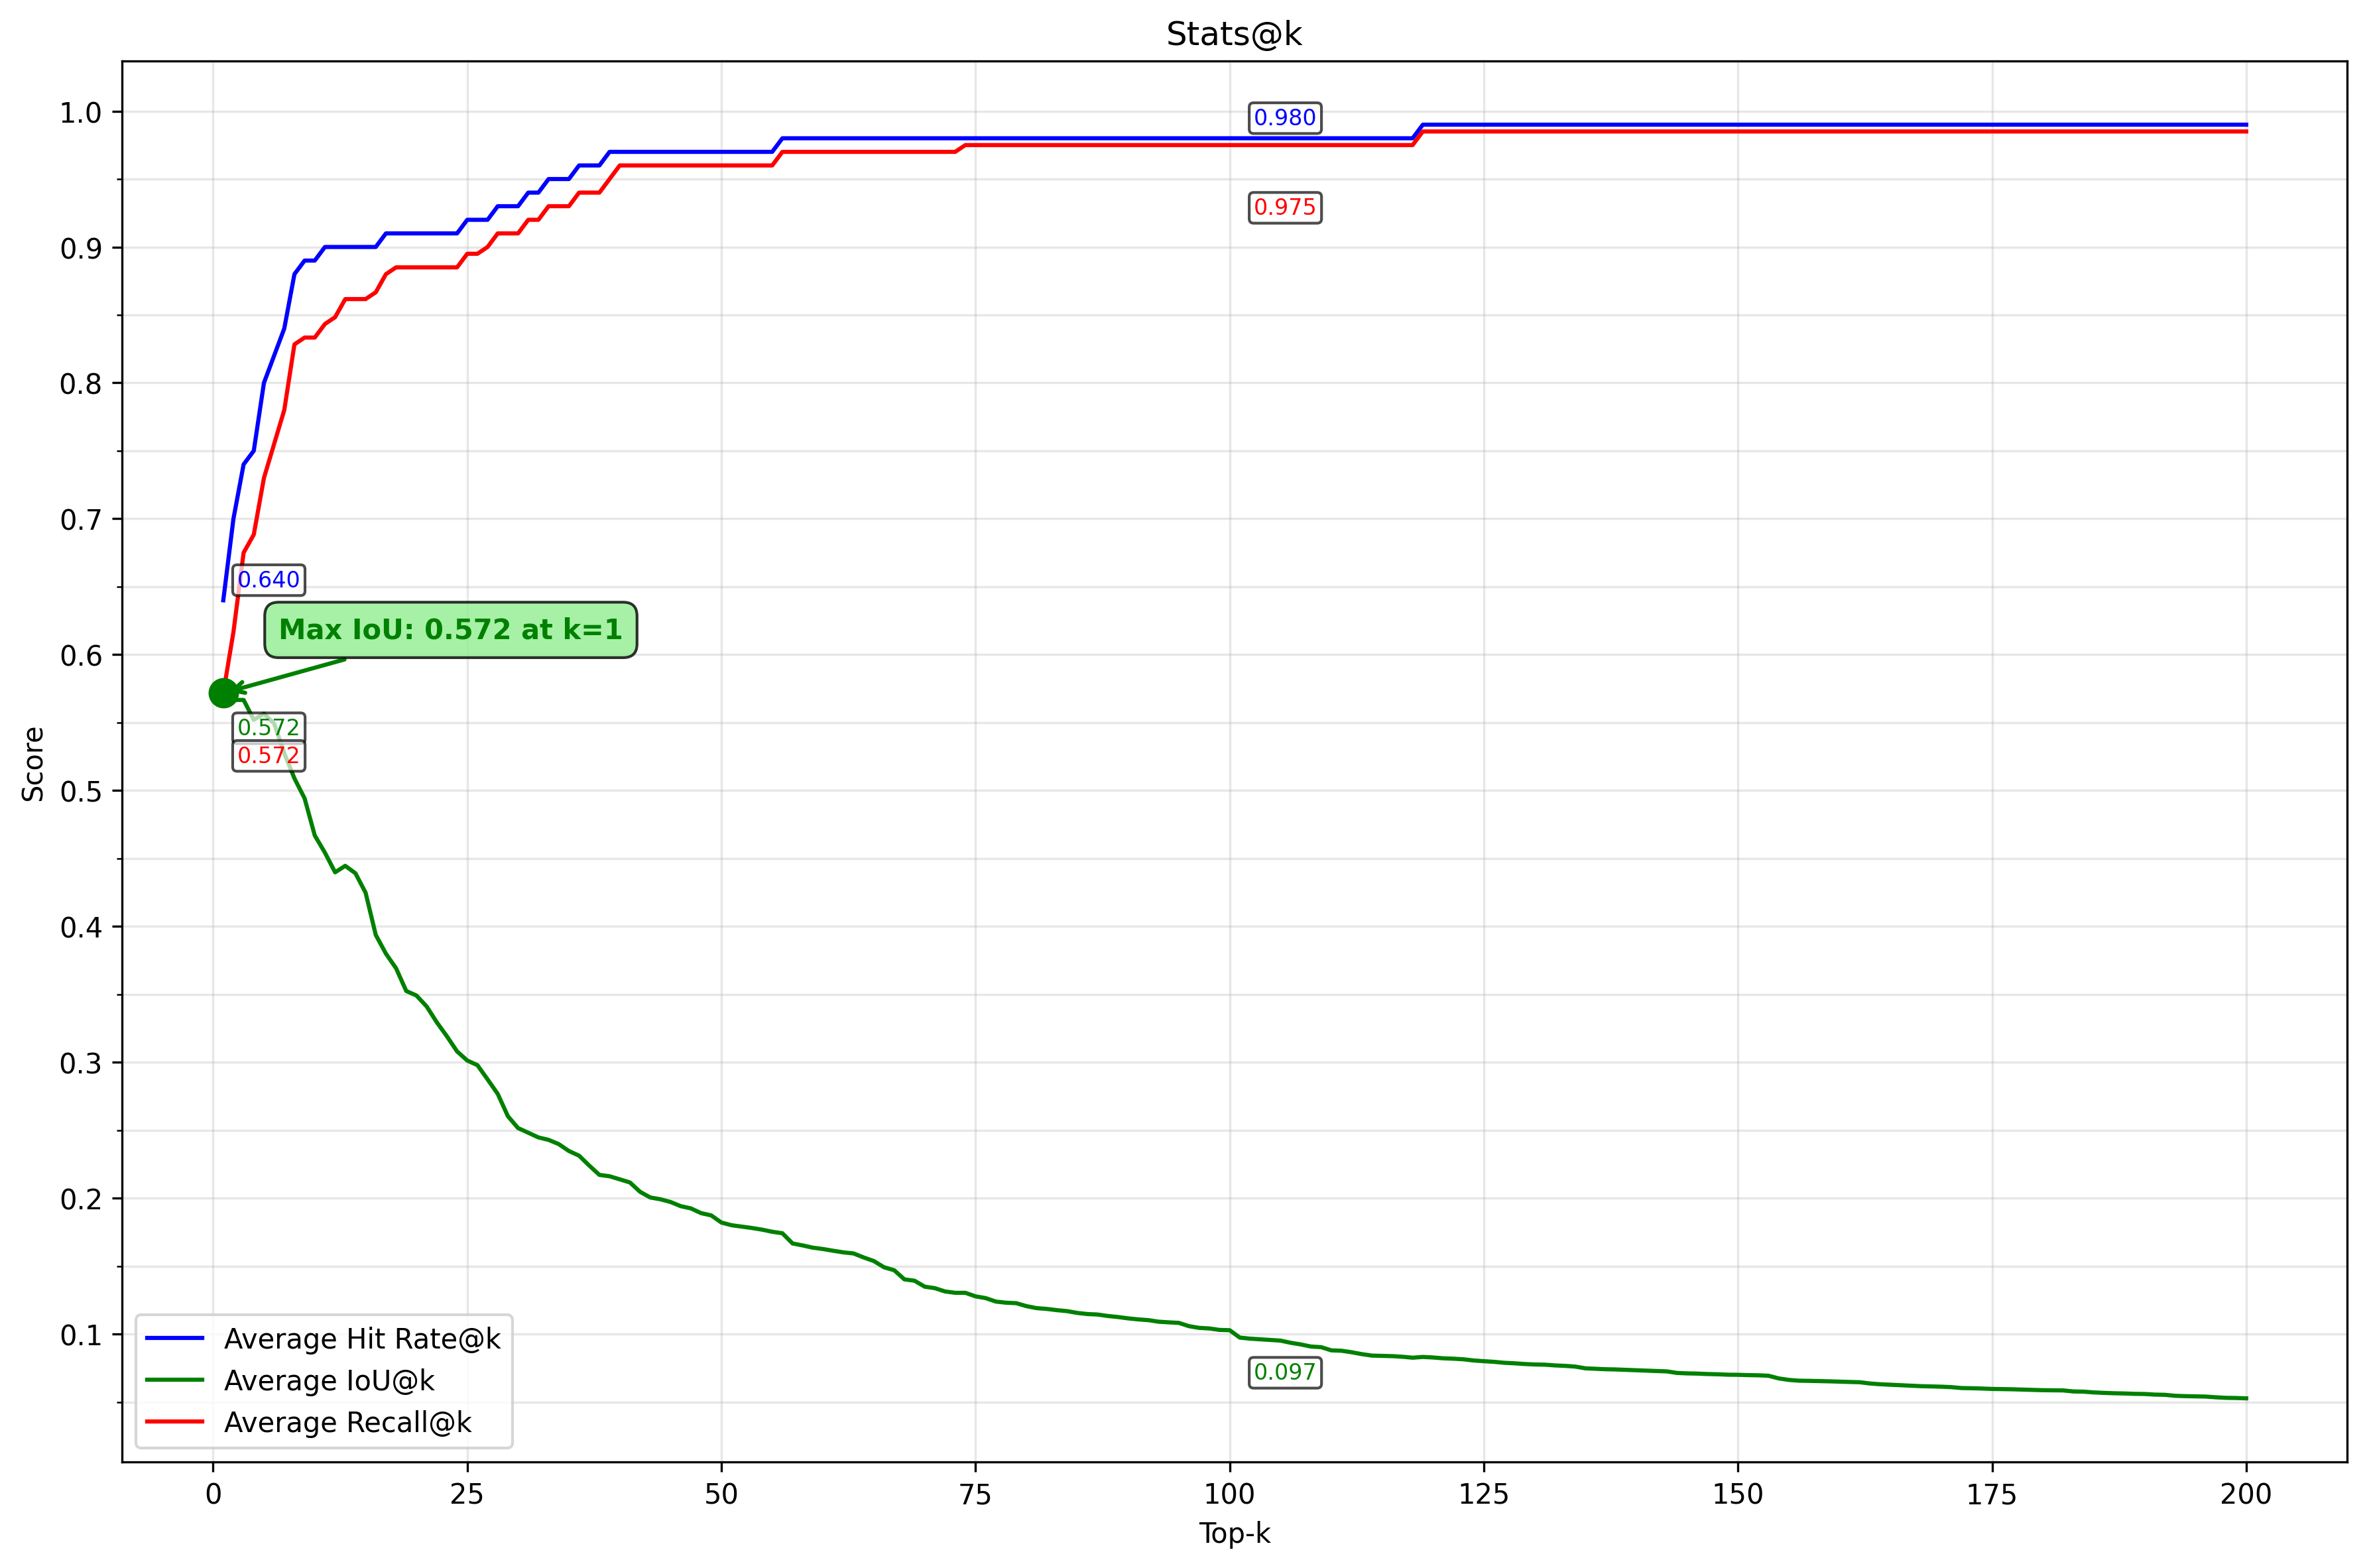 Stats@k
1.0
0.9
0.8
0.7
0.6
0.5
0.4
0.3
0.2
0.1
Score
0.980
0.975
0.640
Max IoU: 0.572 at k=1
0.572
0.572
0.097
Average Hit Rate@k
Average IoU@k
Average Recall@k
0 25 50 75 100 125 150 175 200
Top-k